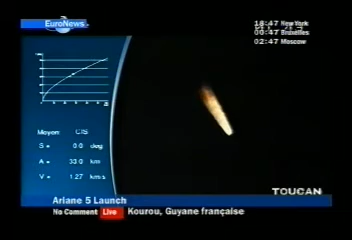 EuroNews
18:47 New York
00:47 Bruxelles
02:47 Moscow
Moyen: CIS
S = 0.0 deg
A = 33.0 km
V = 1.27 km/s
TOUCAN
Ariane 5 Launch
No Comment Live Kourou, Guyane française